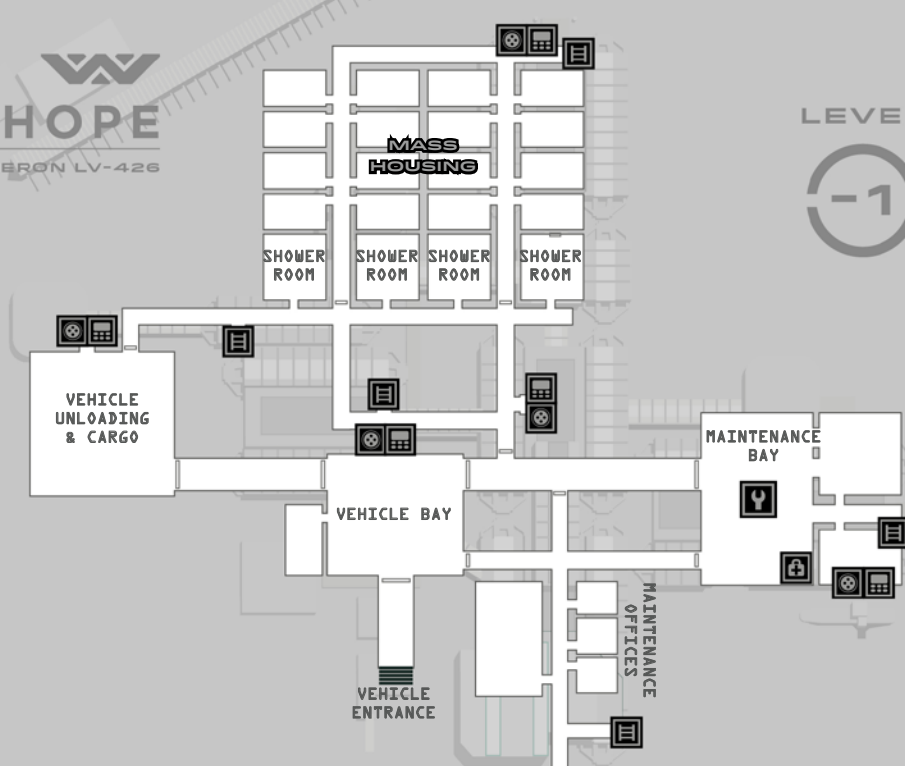 HOPE
ERON LV-426
LEVE
-1
MASS
HOUSING
SHOWER
ROOM
SHOWER
ROOM
SHOWER
ROOM
SHOWER
ROOM
VEHICLE
UNLOADING
& CARGO
MAINTENANCE
BAY
VEHICLE BAY
MAINTENANCE
OFFICES
VEHICLE
ENTRANCE